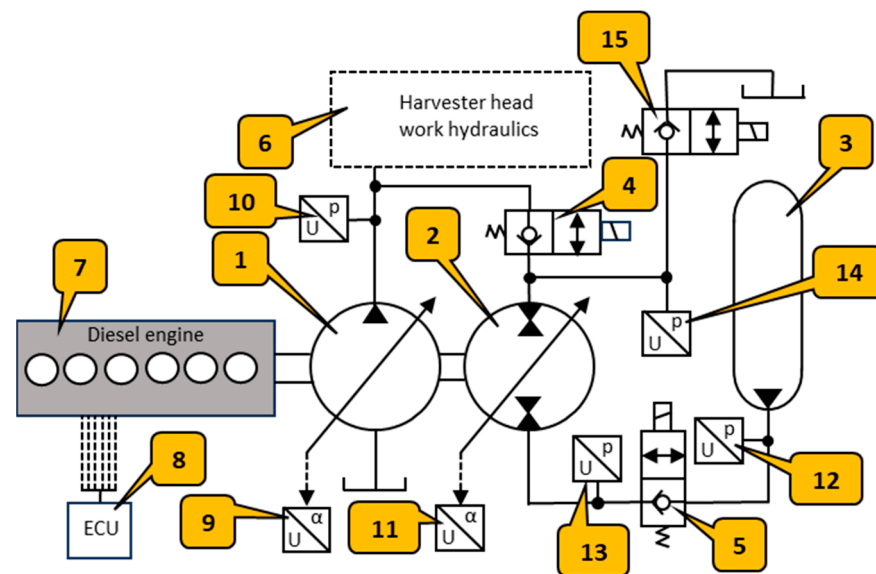 15
Harvester head
work hydraulics
6
3
4
10
p
U
2
1
7
14
Diesel engine
p
U
8
p
U
p
U
12
ECU
9
α
U
11
α
U
13
5